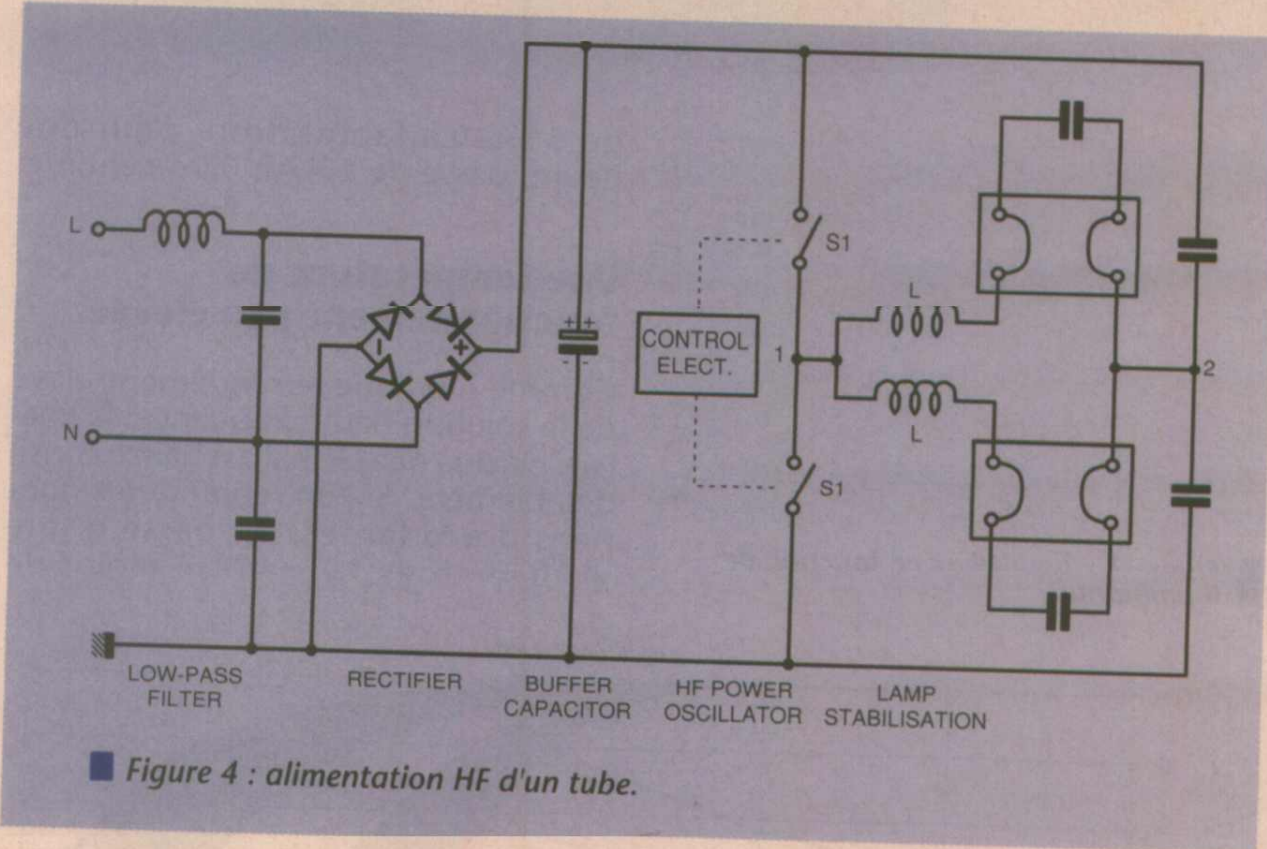 L
N
+ +
- -
-
+
CONTROL
ELECT.
S1
1
L
L
2
S1
LOW-PASS
FILTER
RECTIFIER
BUFFER
CAPACITOR
HF POWER
OSCILLATOR
LAMP
STABILISATION
Figure 4 : alimentation HF d'un tube.